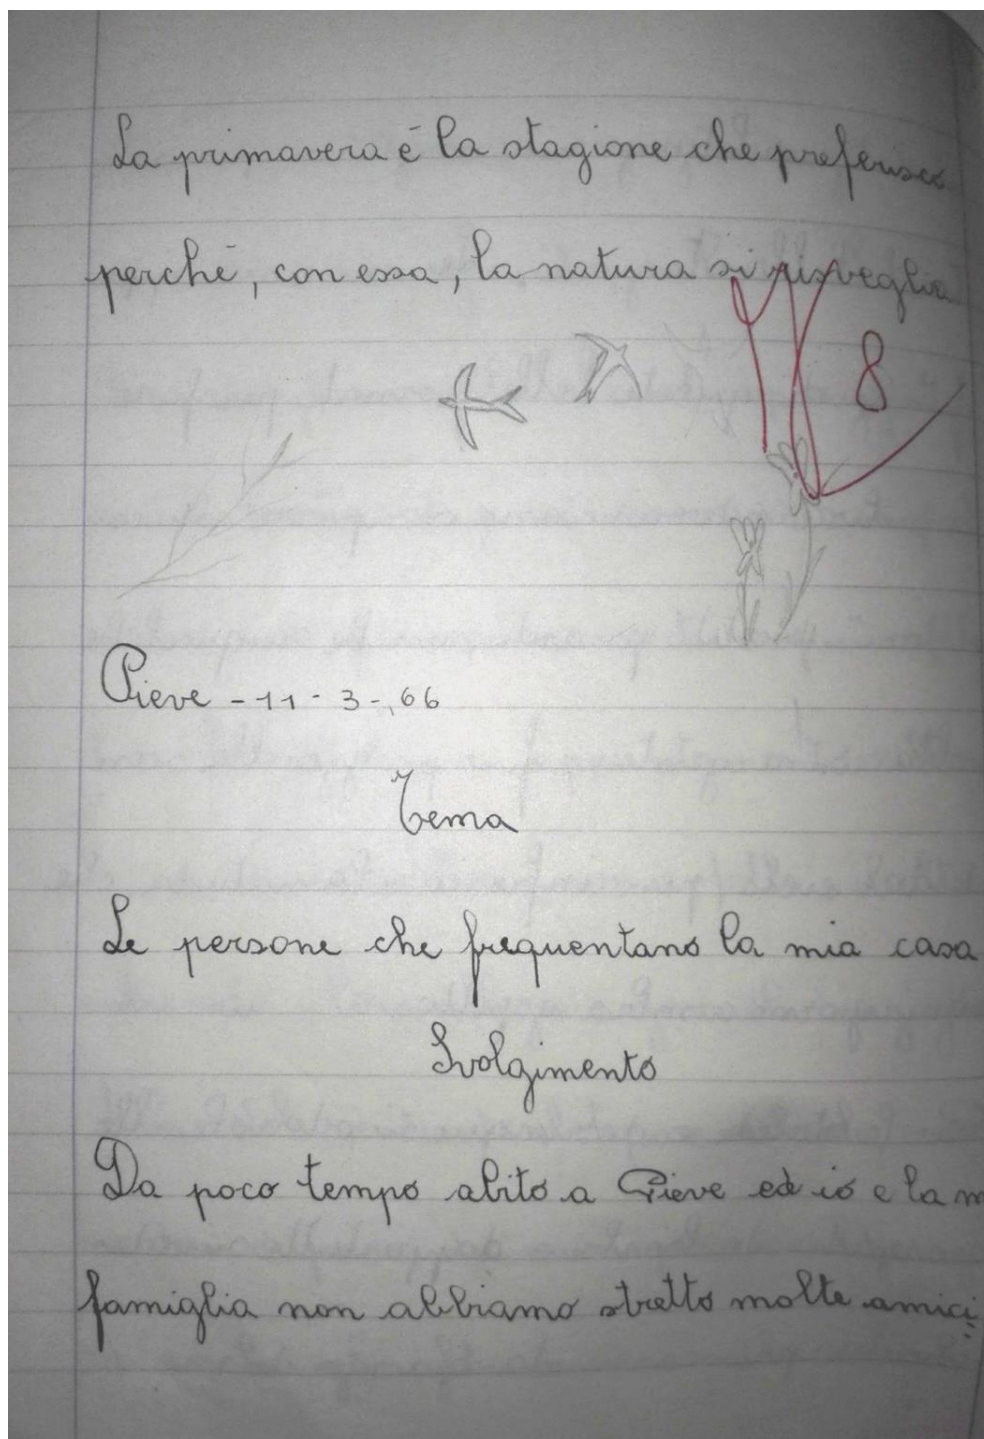 La primavera è la stagione che preferisco
perchè, con essa, la natura si risveglia
8
Pieve - 11 - 3 -, 66
Tema
Le persone che frequentano la mia casa
Svolgimento
Da poco tempo abito a Pieve ed io e la m
famiglia non abbiamo stretto molte amici